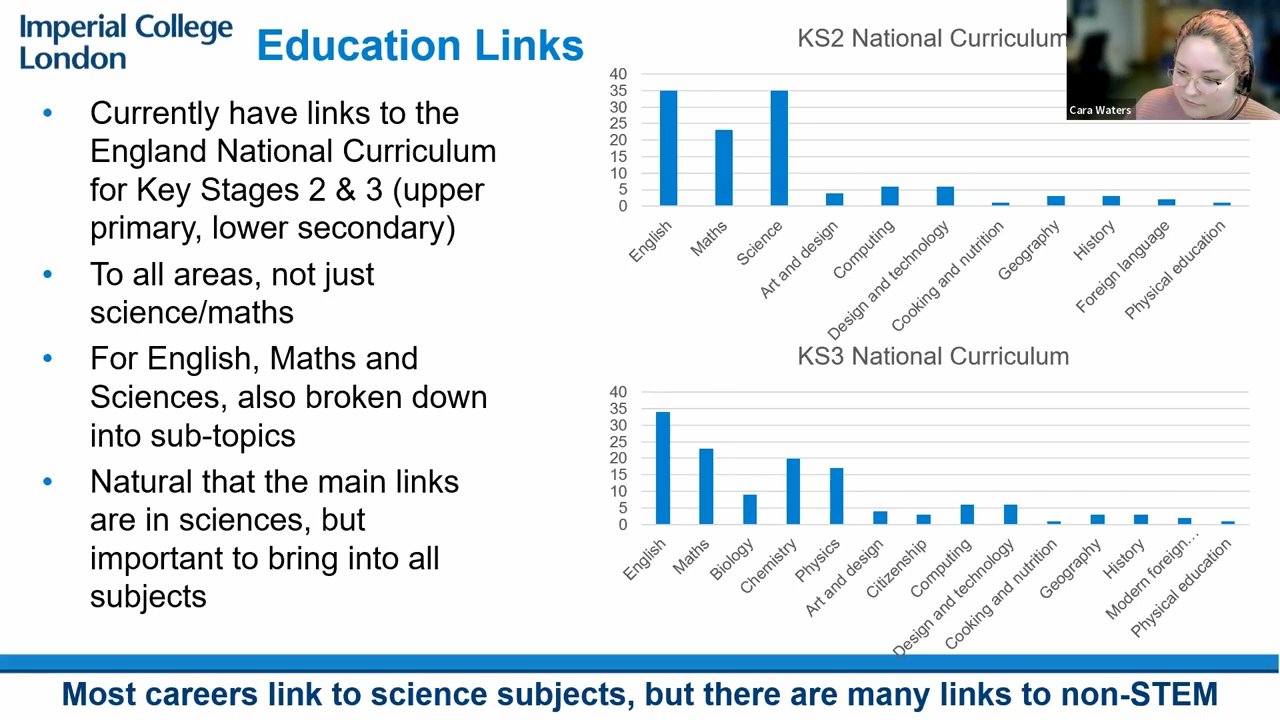 Imperial College
London
Education Links
• Currently have links to the
England National Curriculum
for Key Stages 2 & 3 (upper
primary, lower secondary)
• To all areas, not just
science/maths
• For English, Maths and
Sciences, also broken down
into sub-topics
• Natural that the main links
are in sciences, but
important to bring into all
subjects
KS2 National Curriculum
40
35
30
25
20
15
10
5
0
English
Maths
Science
Art and design
Computing
Design and technology
Cooking and nutrition
Geography
History
Foreign language
Physical education
Cara Waters
KS3 National Curriculum
40
35
30
25
20
15
10
5
0
English
Maths
Biology
Chemistry
Physics
Art and design
Citizenship
Computing
Design and technology
Cooking and nutrition
Geography
History
Modern foreign...
Physical education
Most careers link to science subjects, but there are many links to non-STEM